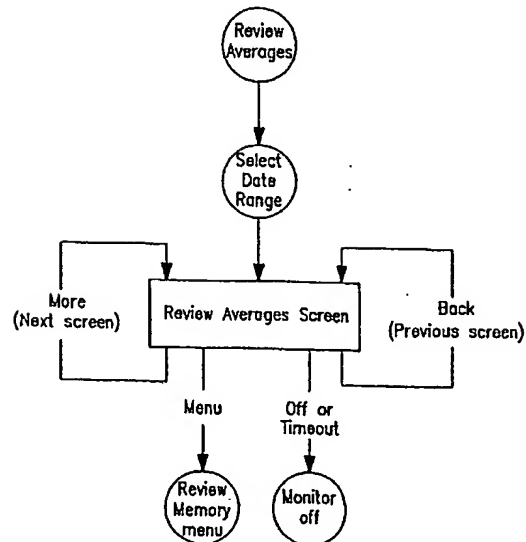 Review
Averages
Select
Date
Range
More
(Next screen)
Review Averages Screen
Back
(Previous screen)
Menu
Off or
Timeout
Review
Memory
menu
Monitor
off